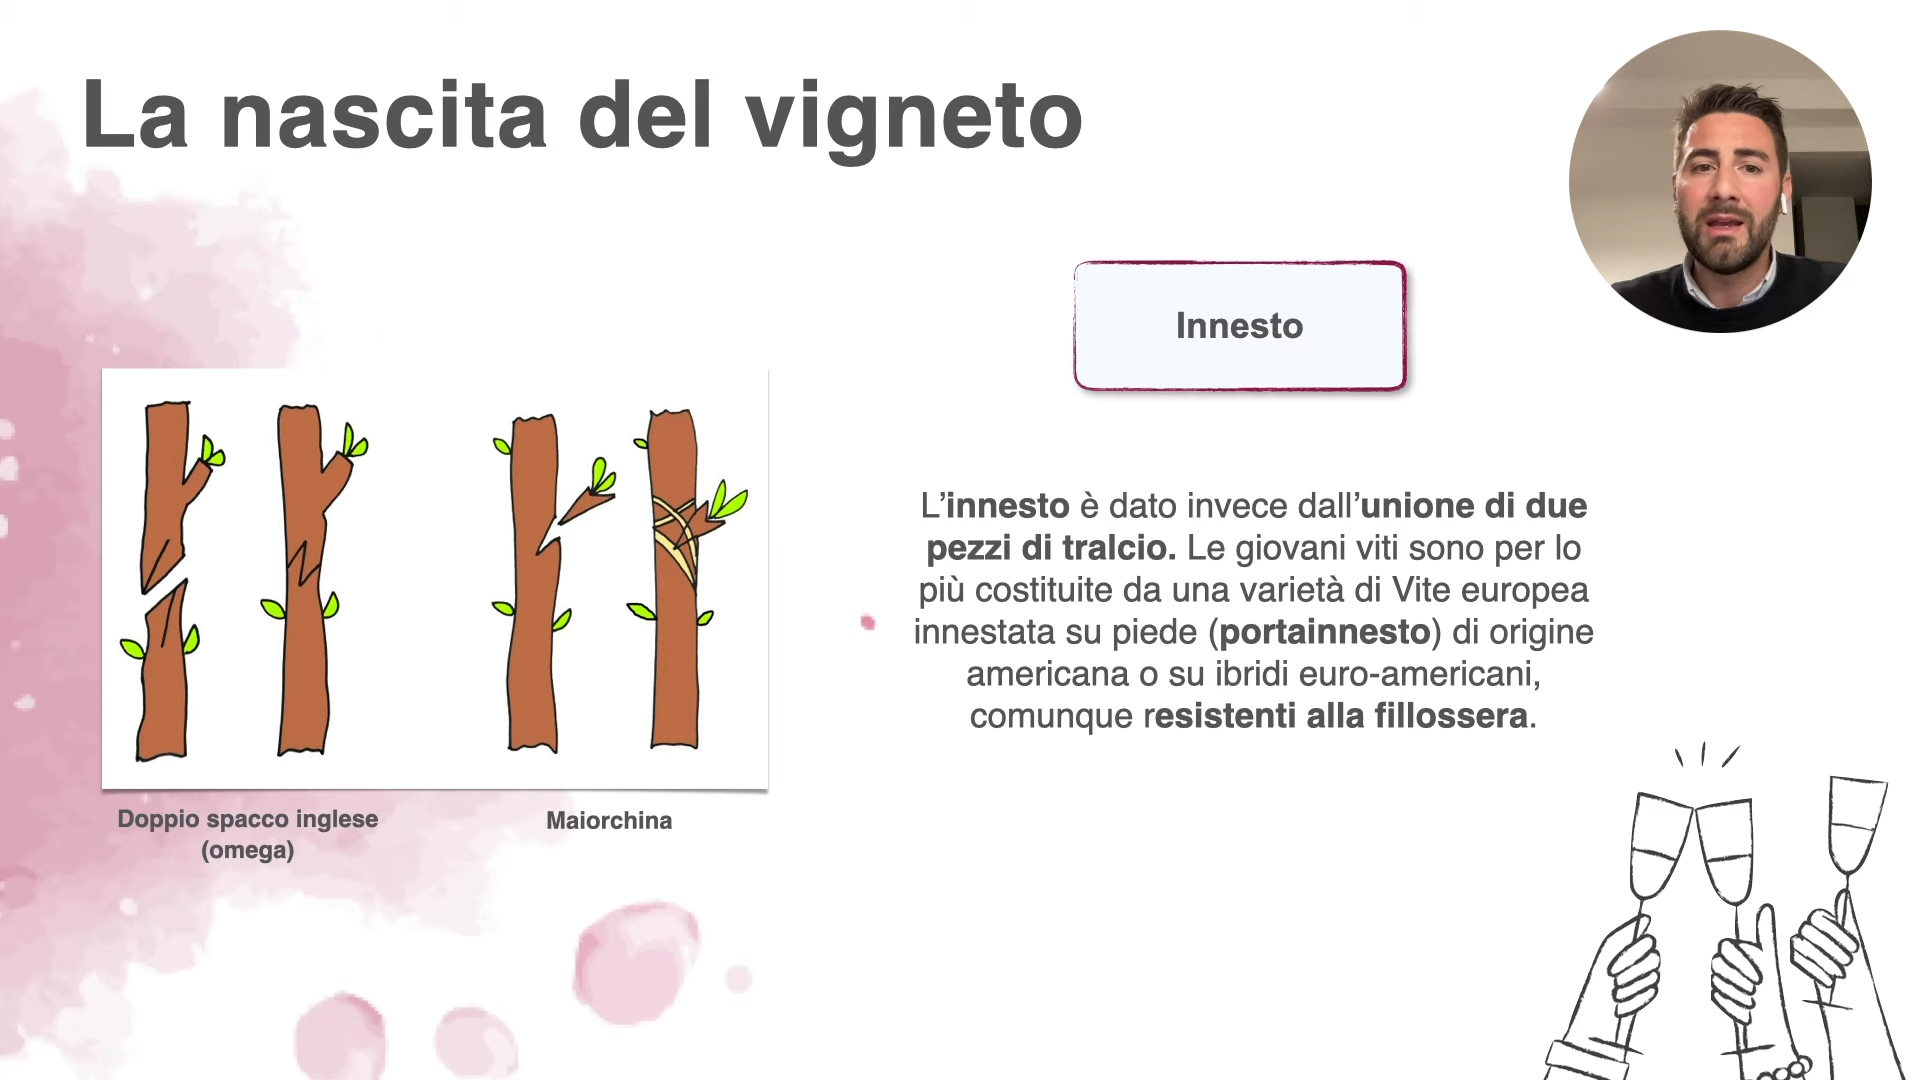 La nascita del vigneto
Innesto
L'innesto è dato invece dall'unione di due
pezzi di tralcio. Le giovani viti sono per lo
più costituite da una varietà di Vite europea
innestata su piede (portainnesto) di origine
americana o su ibridi euro-americani,
comunque resistenti alla fillossera.
Doppio spacco inglese
(omega)
Maiorchina